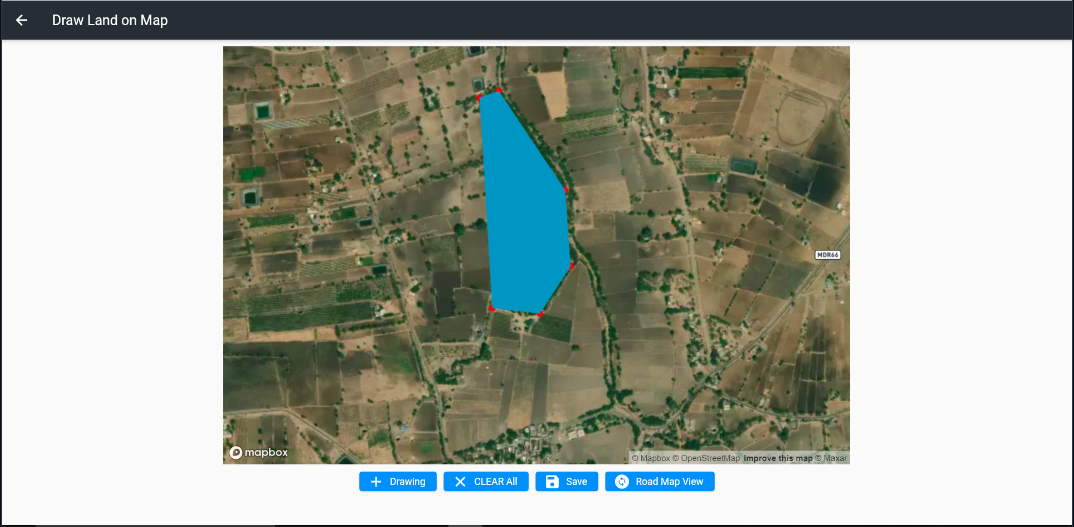 Draw Land on Map
MDR66
mapbox
© Mapbox © OpenStreetMap Improve this map © Maxar
Drawing
CLEAR All
Save
Road Map View